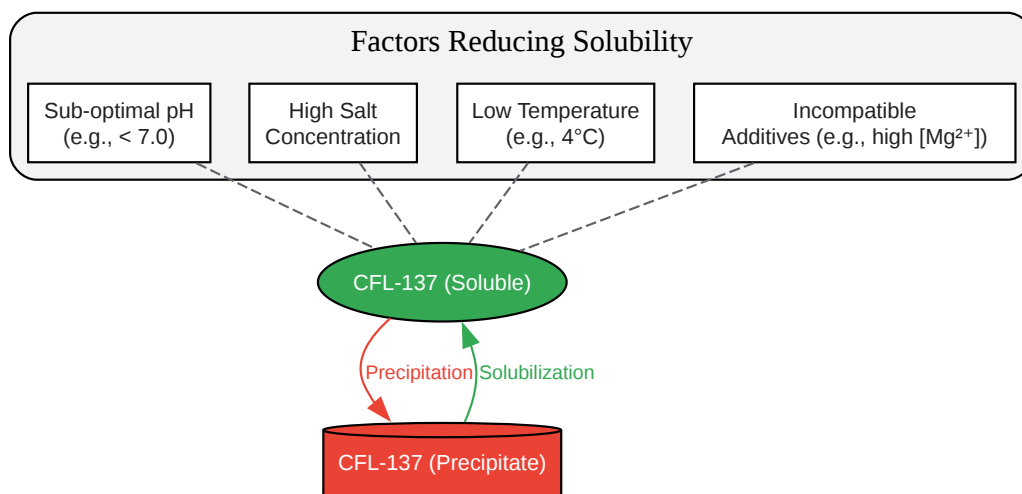 Factors Reducing Solubility
Sub-optimal pH
(e.g., < 7.0)
High Salt
Concentration
Low Temperature
(e.g., 4°C)
Incompatible
Additives (e.g., high [Mg²⁺])
CFL-137 (Soluble)
Precipitation
Solubilization
CFL-137 (Precipitate)